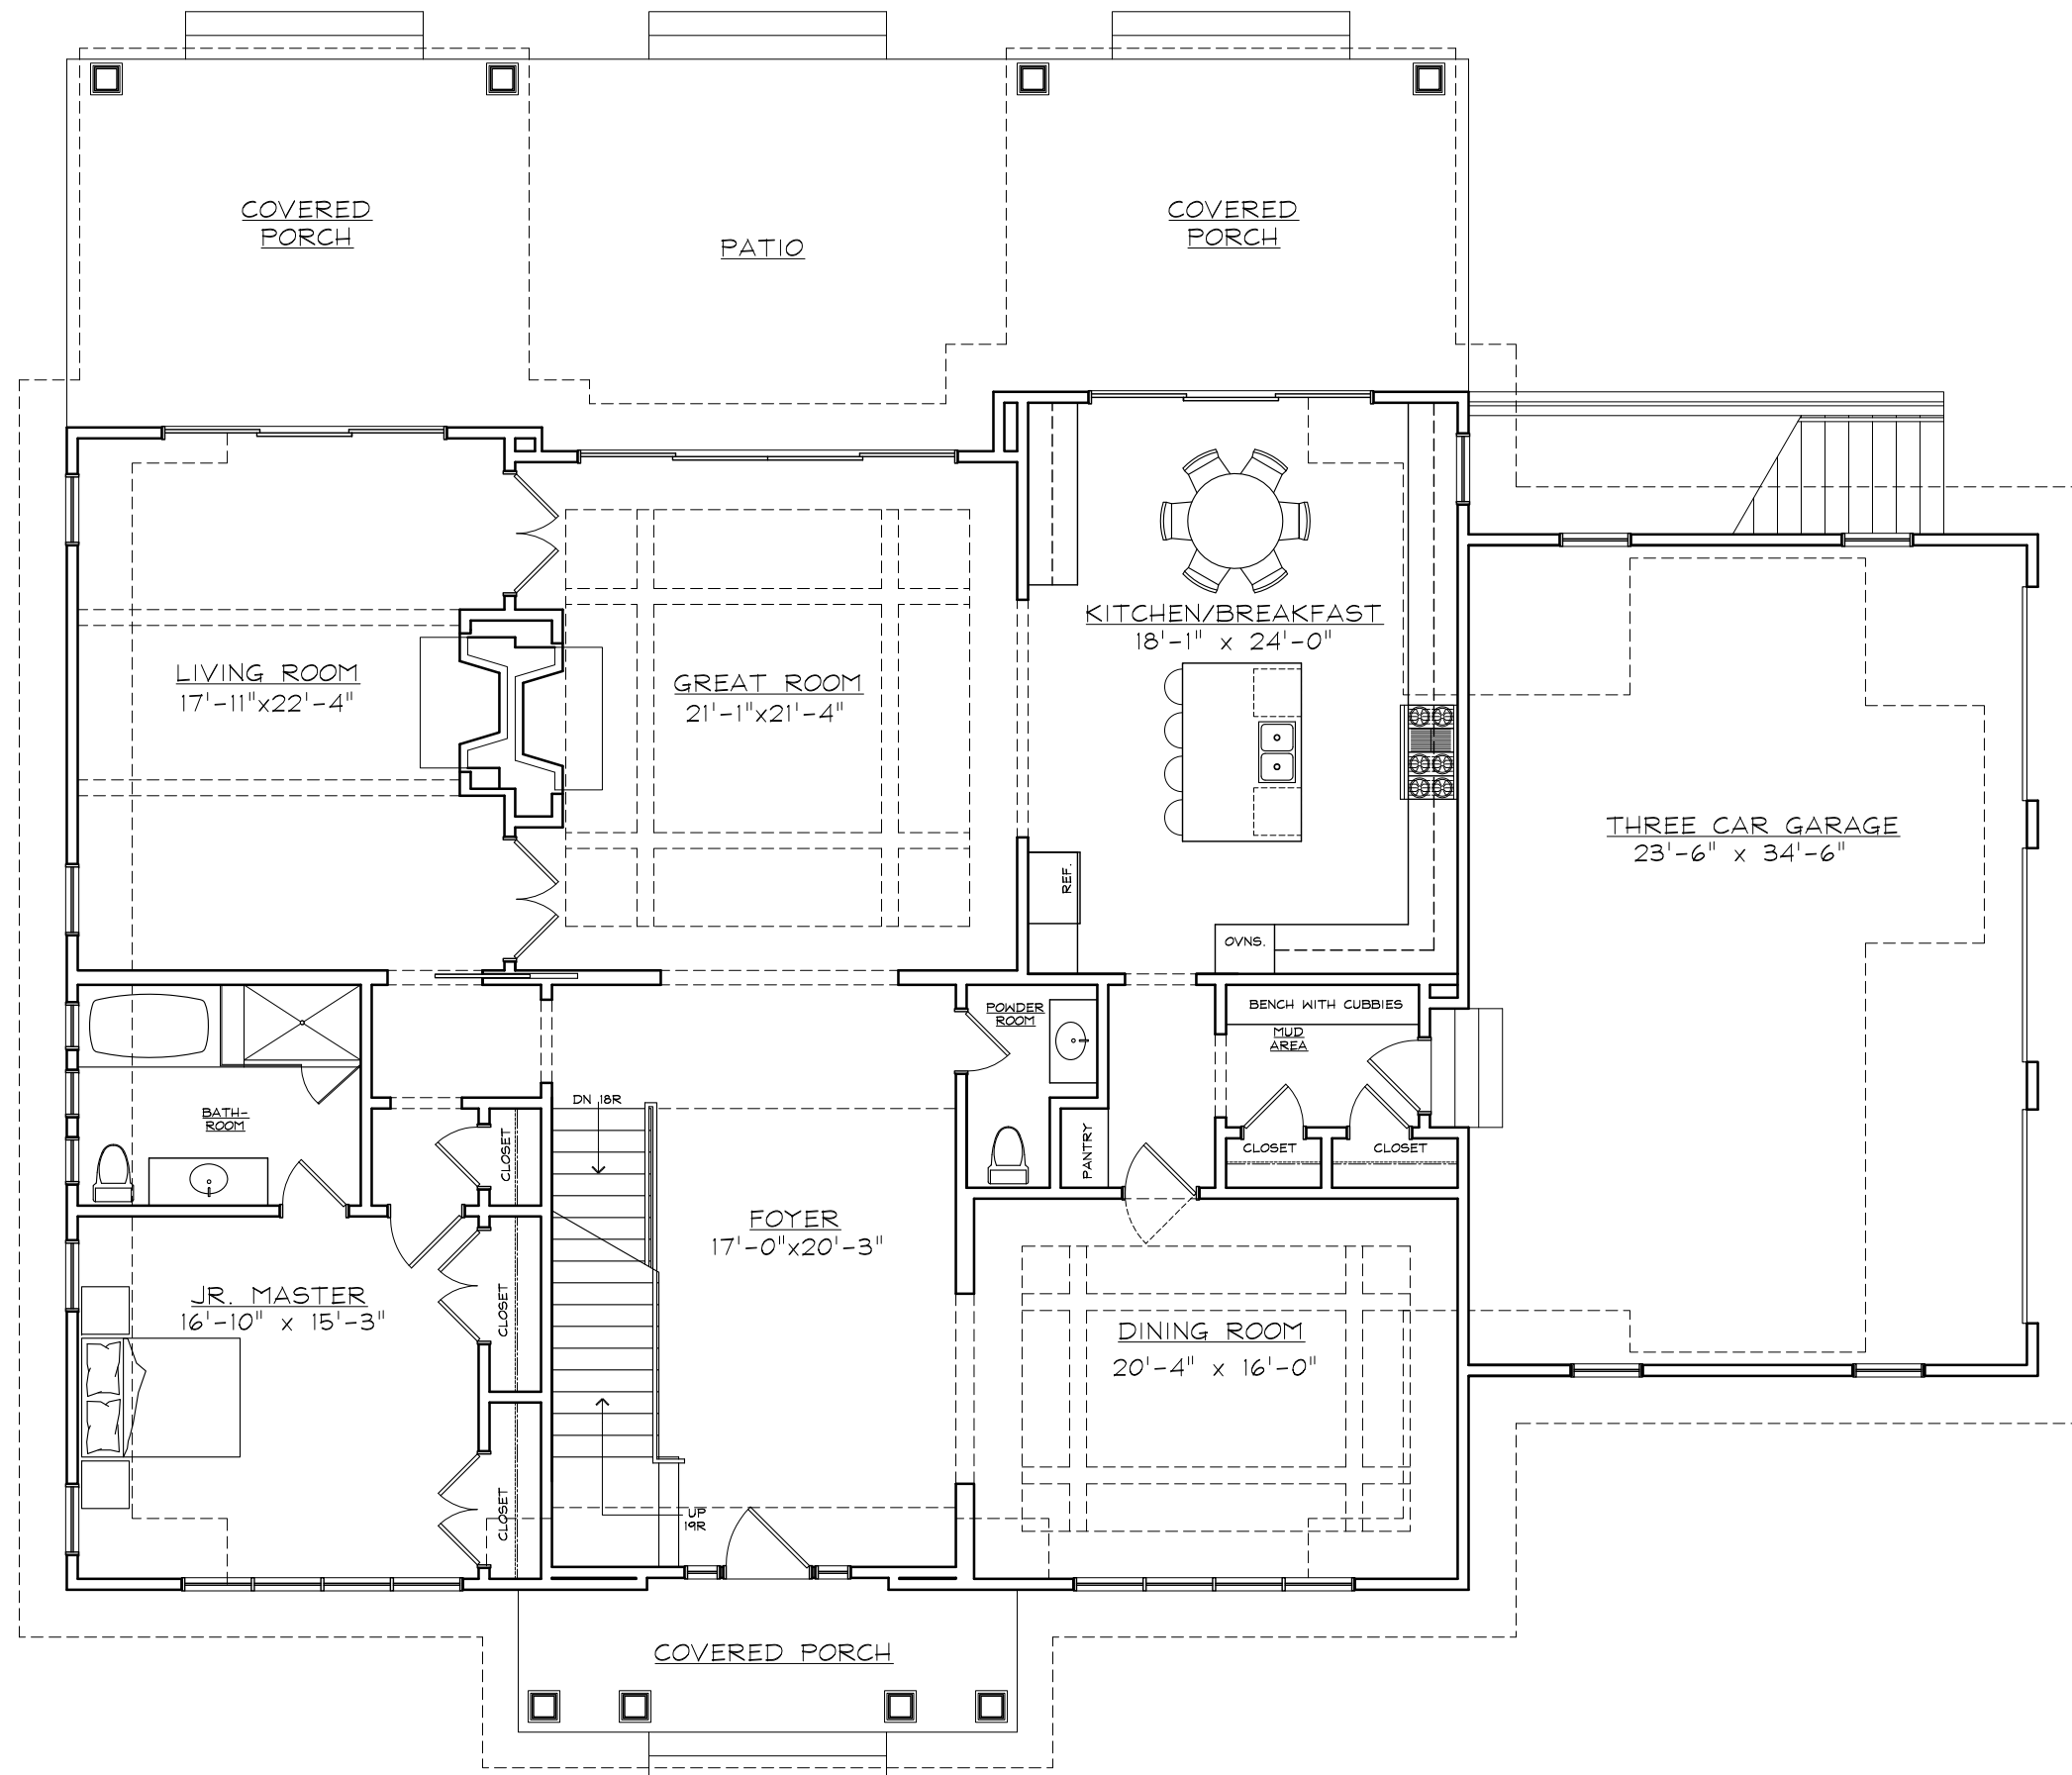 COVERED
PORCH
PATIO
COVERED
PORCH
KITCHEN/BREAKFAST
18'-1" x 24'-0"
LIVING ROOM
17'-11"x22'-4"
GREAT ROOM
21'-1"x21'-4"
THREE CAR GARAGE
23'-6" x 34'-6"
REF.
OVNS.
BENCH WITH CUBBIES
POWDER
ROOM
MUD
AREA
DN 18R
BATH-
ROOM
CLOSET
PANTRY
CLOSET
CLOSET
FOYER
17'-0"x20'-3"
JR. MASTER
16'-10" x 15'-3"
CLOSET
DINING ROOM
20'-4" x 16'-0"
CLOSET
UP
19R
COVERED PORCH